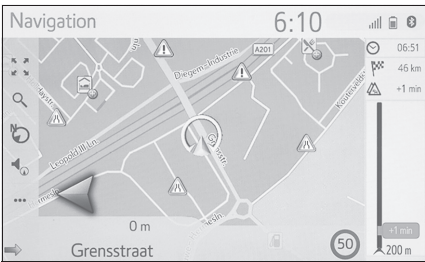 Navigation
6:10
06:51
46 km
+1 min
A201
Diegem.-Industrie
N
Grensstr.
Leopold III Ln.
0 m
+1 min
Grensstraat
50
200 m